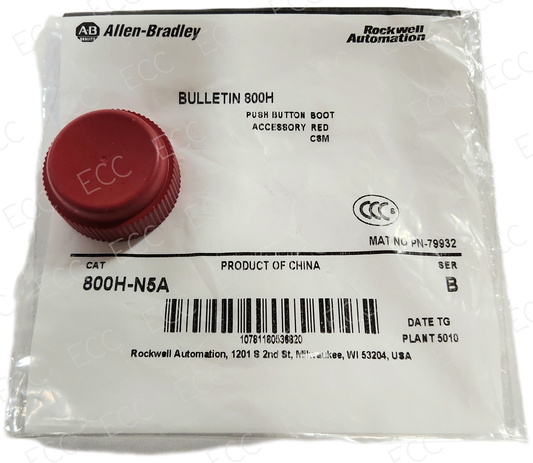 AB Allen-Bradley
Rockwell
Automation
BULLETIN 800H
PUSH BUTTON BOOT
ACCESSORY RED
CSM
CCC S
MAT NO PN-79932
CAT PRODUCT OF CHINA SER
800H-N5A B
10781180536820
DATE TG
PLANT 5010
Rockwell Automation, 1201 S 2nd St, Milwaukee, WI 53204, USA
ECC